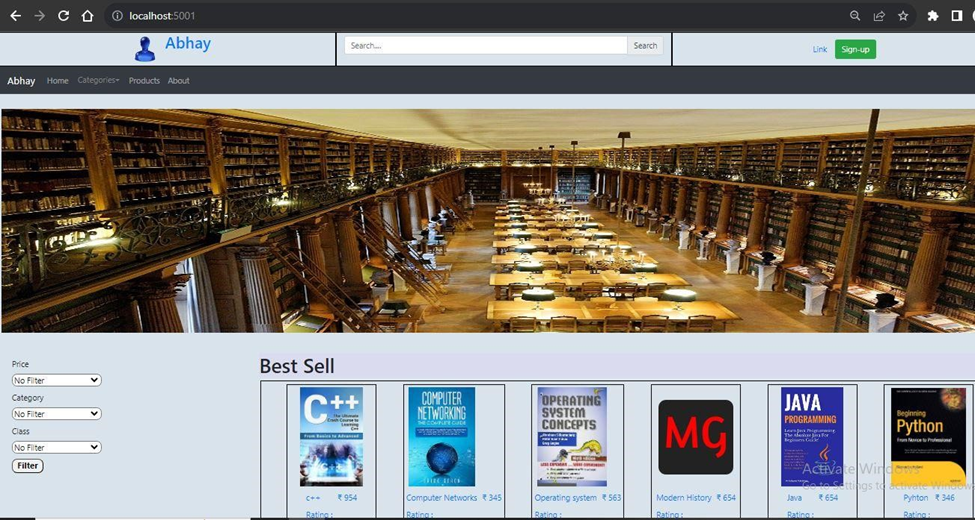 localhost:5001
Abhay
Search....
Search
Link
Sign-up
Abhay Home Categories Products About
Price
No Filter
Category
No Filter
Class
No Filter
Filter
Best Sell
C++
The Ultimate
Crash Course to
Learning
C++
From Basics to Advanced
COMPUTER
NETWORKING
THE COMPLETE GUIDE
OPERATING
SYSTEM
CONCEPTS
MG
JAVA
PROGRAMMING
Beginning
Python
From Novice to Professional
c++ ₹ 954
Rating :
Computer Networks ₹ 345
Rating :
Operating system ₹ 563
Rating :
Modern History ₹ 654
Rating :
Java ₹ 654
Rating :
Pyhton ₹ 346
Rating :
Activate Windows
Go to Settings to activate Windows.